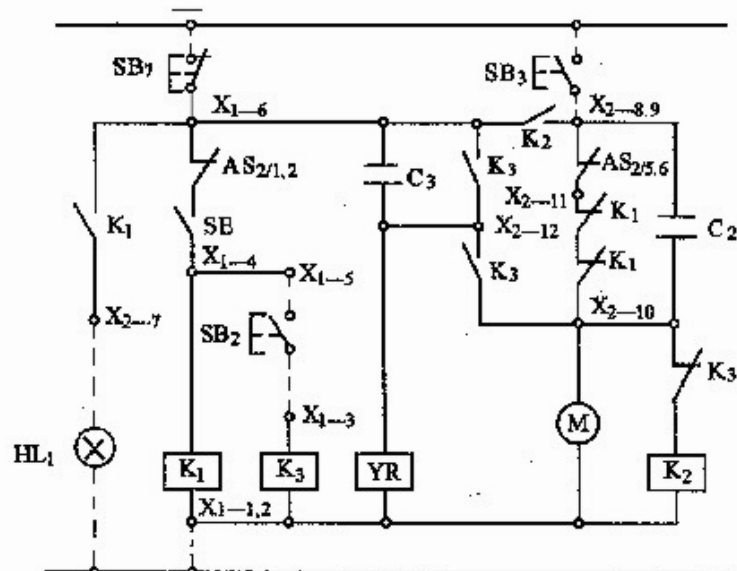 SB₇
SB₃
X₁₋₆
X₂₋₈.₉
K₂
AS₂/₁,₂
C₃
K₃
AS₂/₅.₆
X₂₋₁₁
K₁
SE
K₁
X₂₋₁₂
C₂
X₁₋₄
X₁₋₅
K₃
K₁
X₂₋₇
SB₂
X₂₋₁₀
K₃
X₁₋₃
M
HL₁
K₁
K₃
YR
K₂
X₁₋₁,₂